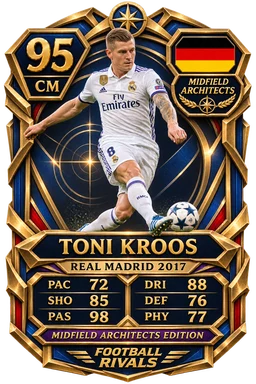 95
CM
MIDFIELD
ARCHITECTS
Fly
Emirates
8
TONI KROOS
REAL MADRID 2017
PAC 72 DRI 88
SHO 85 DEF 76
PAS 98 PHY 77
MIDFIELD ARCHITECTS EDITION
FOOTBALL
RIVALS